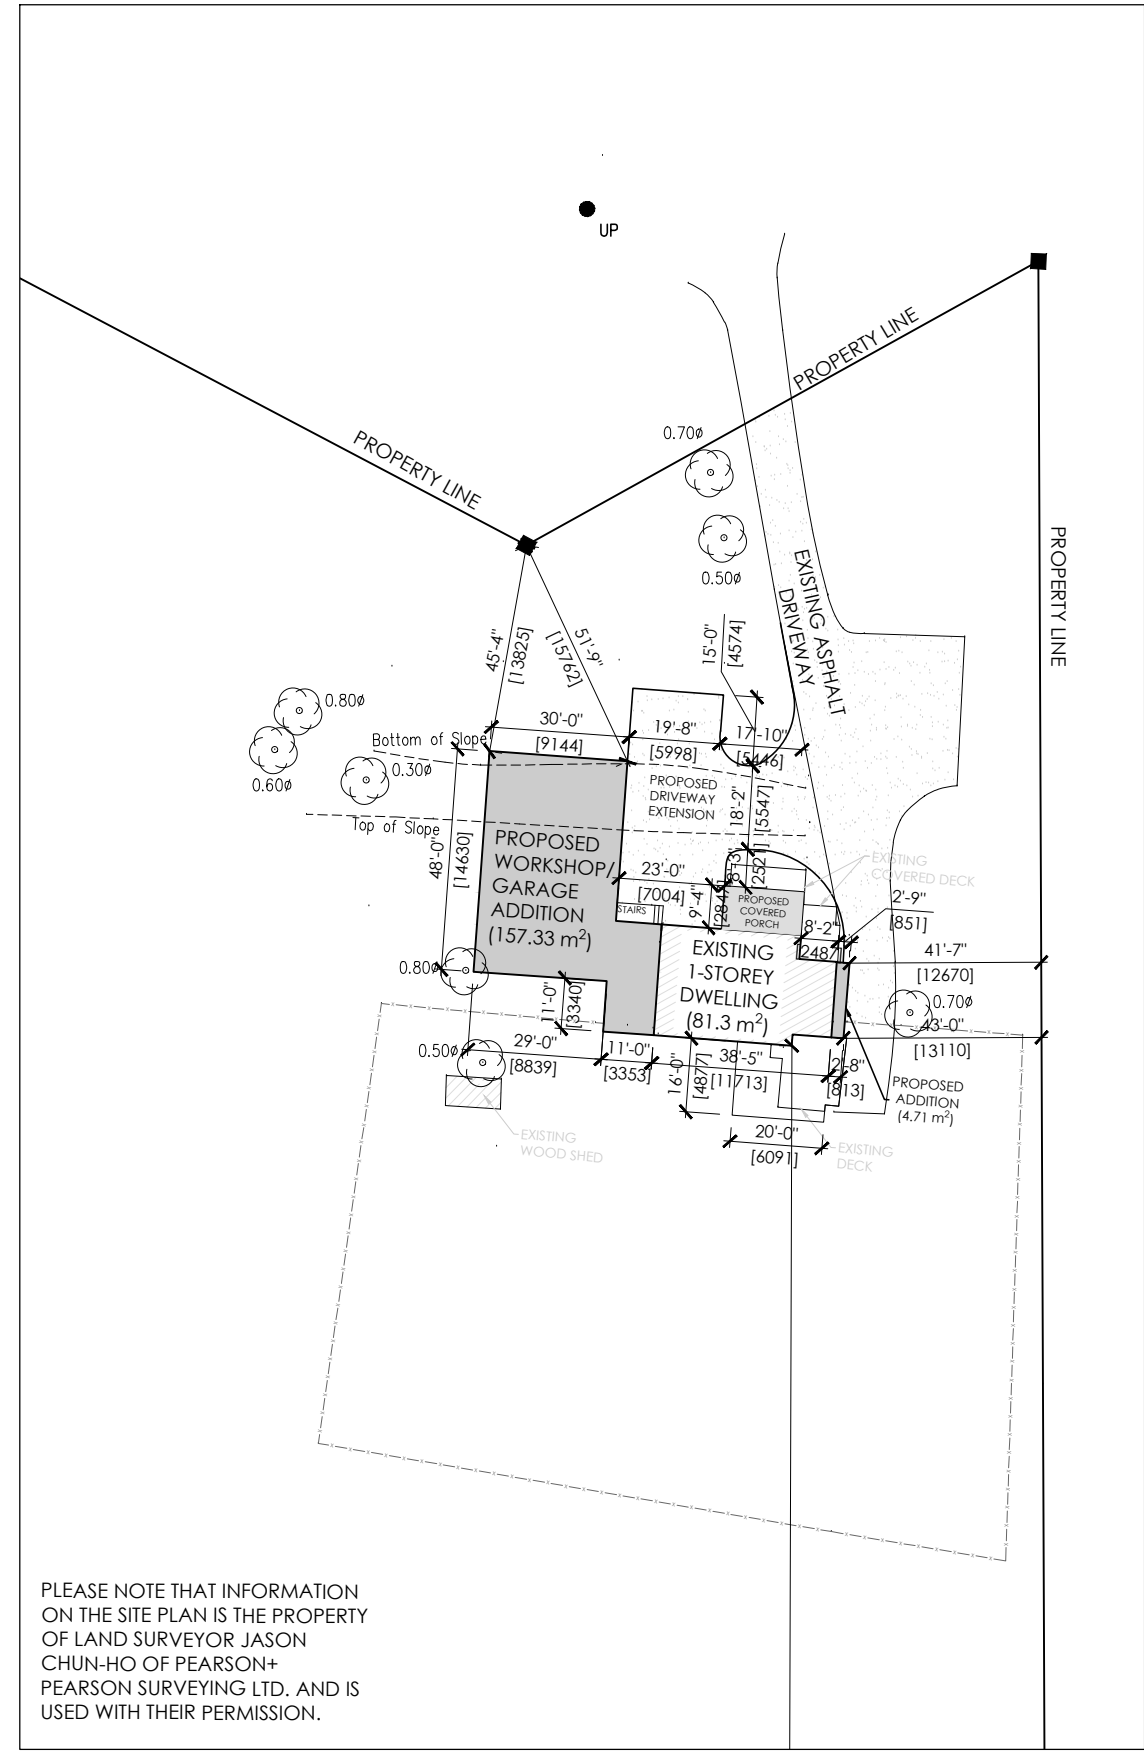 UP
PROPERTY LINE
PROPERTY LINE
PROPERTY LINE
0.70ø
0.50ø
EXISTING ASPHALT
DRIVEWAY
15'-0"
[4574]
45'-4"
[13825]
51'-9"
[15762]
0.80ø
0.60ø
0.30ø
Bottom of Slope
Top of Slope
30'-0"
[9144]
19'-8"
[5998]
17'-10"
[5446]
PROPOSED
DRIVEWAY
EXTENSION
18'-2"
[5547]
48'-0"
[14630]
PROPOSED
WORKSHOP/
GARAGE
ADDITION
(157.33 m²)
23'-0"
[7004]
STAIRS
9'-4"
[2847]
8'-3"
[2521]
PROPOSED
COVERED
PORCH
EXISTING
COVERED DECK
2'-9"
[851]
8'-2"
[2487]
41'-7"
[12670]
EXISTING
1-STOREY
DWELLING
(81.3 m²)
0.80ø
0.70ø
43'-0"
[13110]
11'-0"
[3340]
0.50ø
29'-0"
[8839]
11'-0"
[3353]
16'-0"
[4877]
38'-5"
[11713]
2'-8"
[813]
PROPOSED
ADDITION
(4.71 m²)
20'-0"
[6091]
EXISTING
WOOD SHED
EXISTING
DECK
PLEASE NOTE THAT INFORMATION
ON THE SITE PLAN IS THE PROPERTY
OF LAND SURVEYOR JASON
CHUN-HO OF PEARSON+
PEARSON SURVEYING LTD. AND IS
USED WITH THEIR PERMISSION.